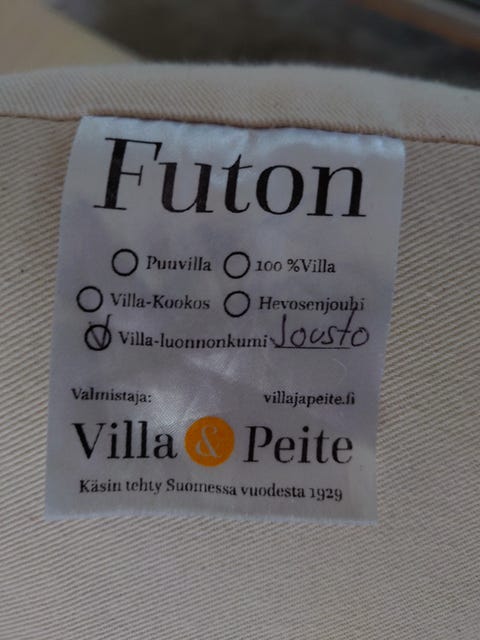 Futon
Puuvilla 100 %Villa
Villa-Kookos Hevosenjouhi
Villa-luonnonkumi Jousto
Valmistaja: villajapeite.fi
Villa & Peite
Käsin tehty Suomessa vuodesta 1929